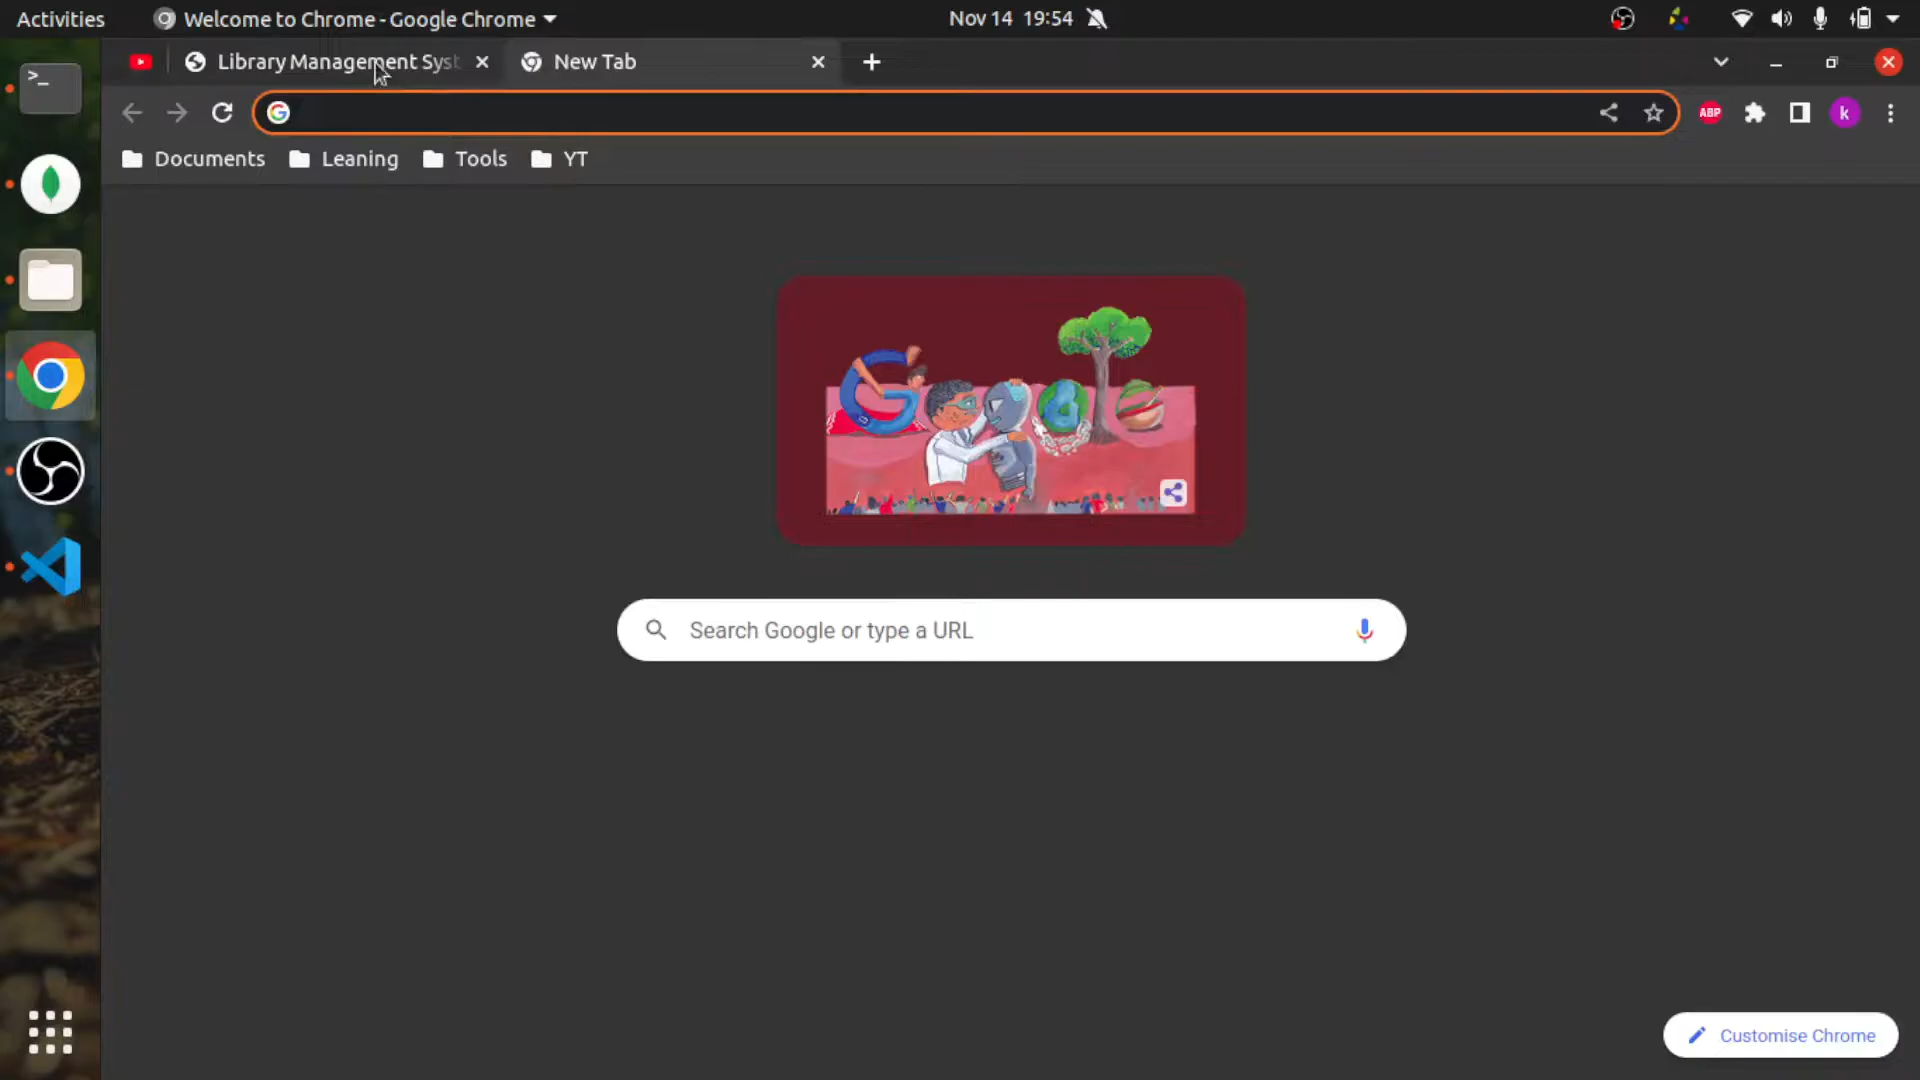 Activities
Welcome to Chrome - Google Chrome
Nov 14 19:54
Library Management Syst
New Tab
ABP
k
Documents
Leaning
Tools
YT
>_
Search Google or type a URL
Customise Chrome